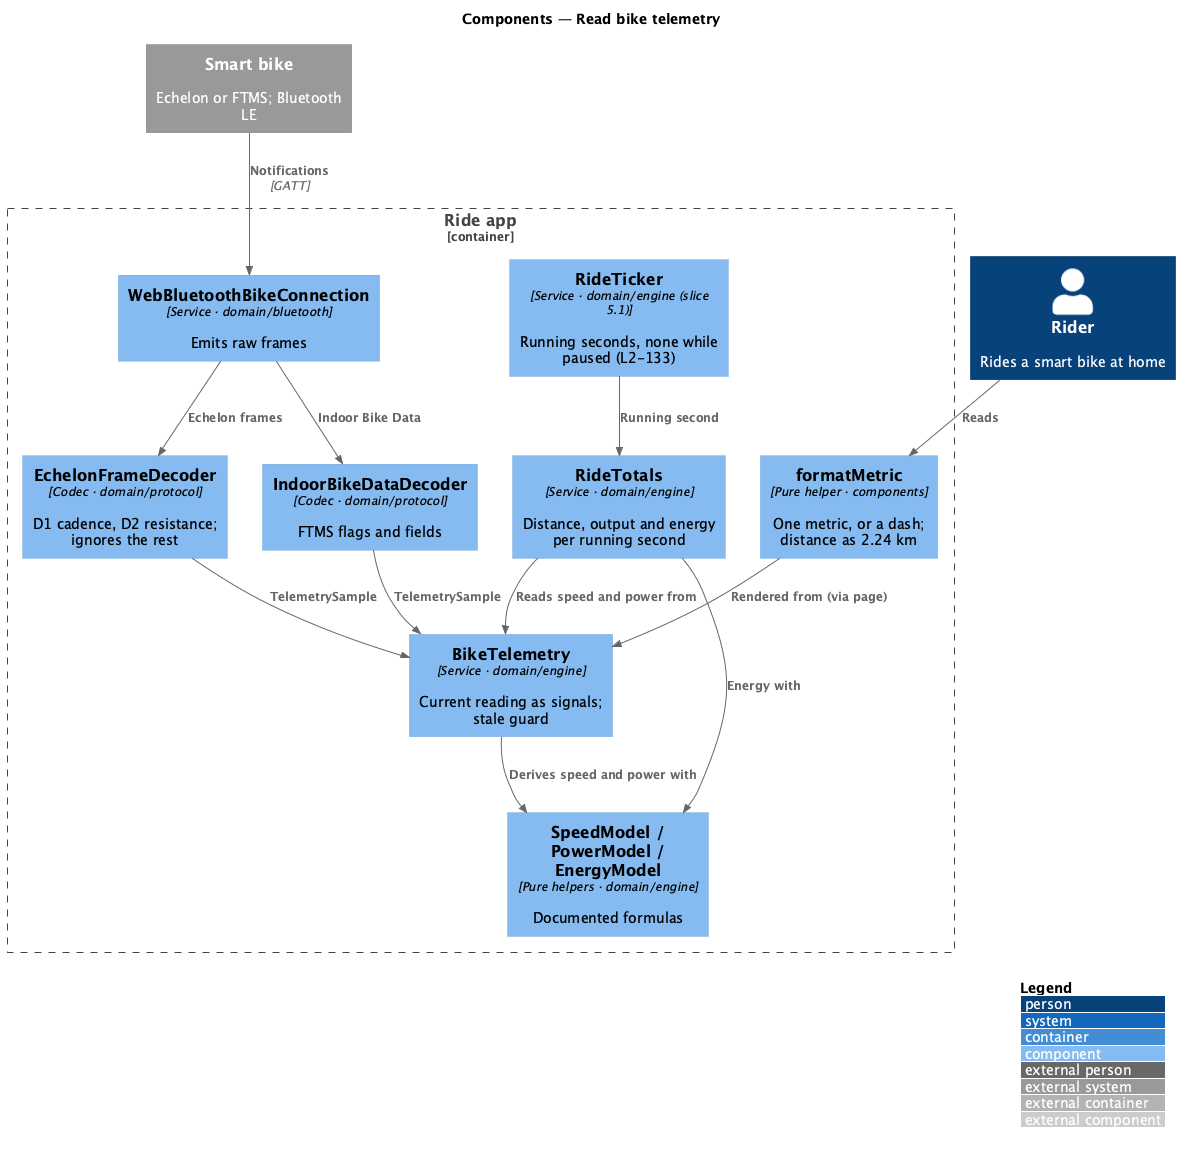 Components — Read bike telemetry
Smart bike
Echelon or FTMS; Bluetooth
LE
Notifications
[GATT]
Ride app
[container]
WebBluetoothBikeConnection
[Service · domain/bluetooth]
Emits raw frames
RideTicker
[Service · domain/engine (slice
5.1)]
Running seconds, none while
paused (L2-133)
Rider
Rides a smart bike at home
Echelon frames
Indoor Bike Data
Running second
Reads
EchelonFrameDecoder
[Codec · domain/protocol]
D1 cadence, D2 resistance;
ignores the rest
IndoorBikeDataDecoder
[Codec · domain/protocol]
FTMS flags and fields
RideTotals
[Service · domain/engine]
Distance, output and energy
per running second
formatMetric
[Pure helper · components]
One metric, or a dash;
distance as 2.24 km
TelemetrySample
TelemetrySample
Reads speed and power from
Rendered from (via page)
BikeTelemetry
[Service · domain/engine]
Current reading as signals;
stale guard
Energy with
Derives speed and power with
SpeedModel /
PowerModel /
EnergyModel
[Pure helpers · domain/engine]
Documented formulas
Legend
person
system
container
component
external person
external system
external container
external component